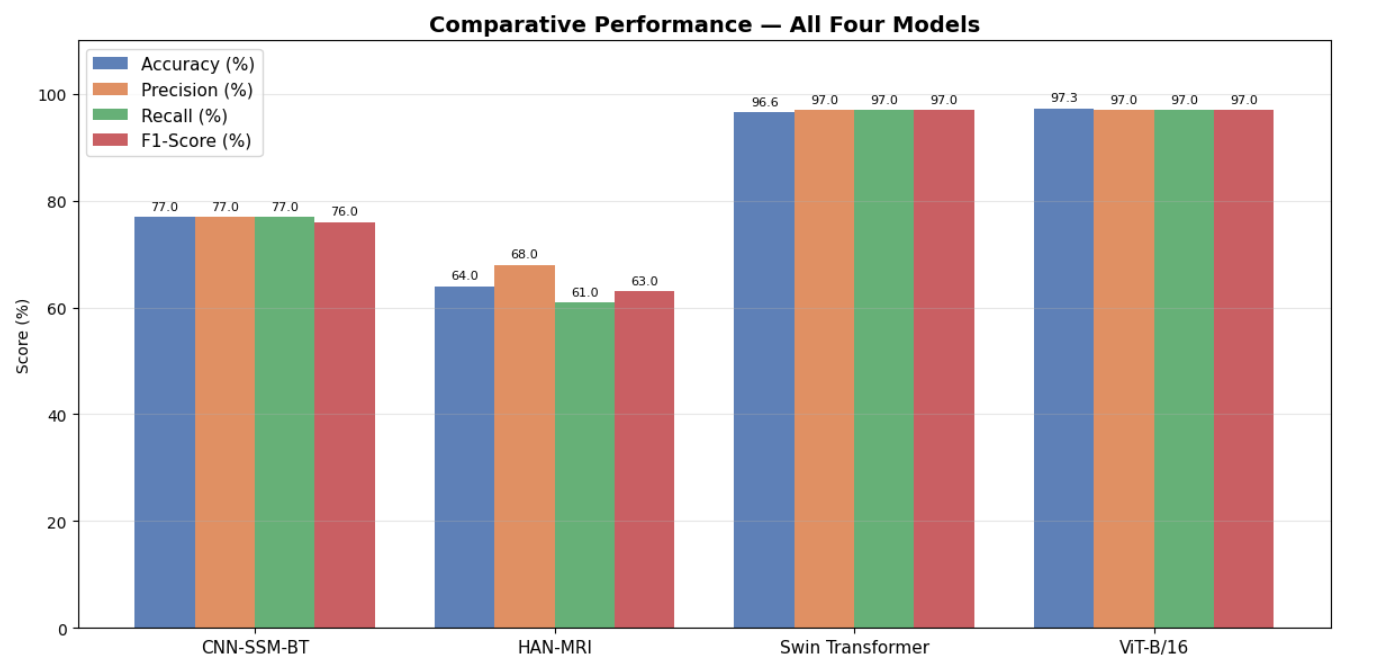 Comparative Performance — All Four Models
Accuracy (%)
Precision (%)
Recall (%)
F1-Score (%)
Score (%)
100
80
60
40
20
0
77.0 77.0 77.0 76.0
64.0 68.0 61.0 63.0
96.6 97.0 97.0 97.0
97.3 97.0 97.0 97.0
CNN-SSM-BT HAN-MRI Swin Transformer ViT-B/16